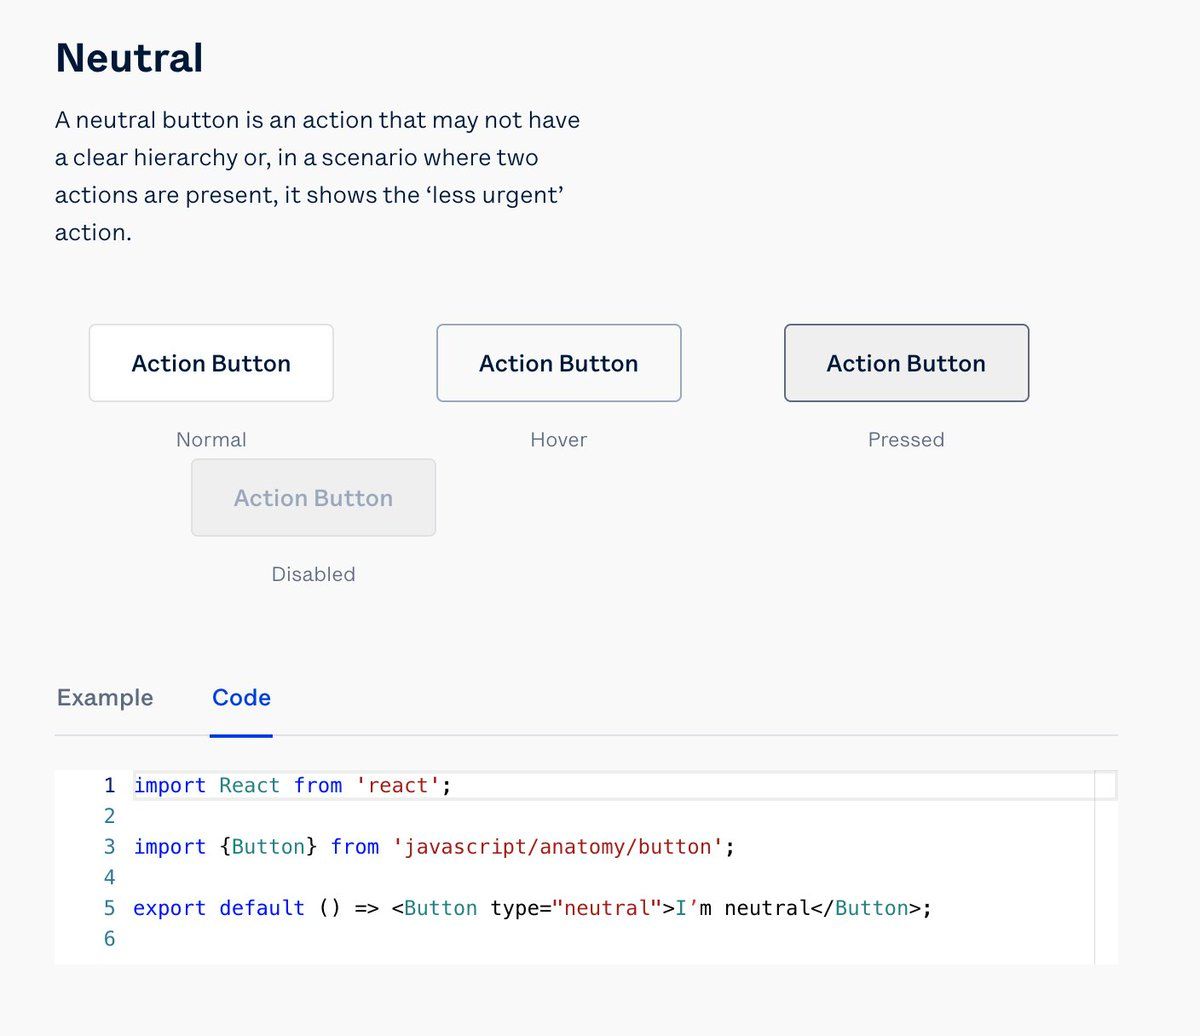 Neutral
A neutral button is an action that may not have
a clear hierarchy or, in a scenario where two
actions are present, it shows the ‘less urgent’
action.
Action Button Action Button Action Button
Normal Hover Pressed
Action Button
Disabled
Example Code
1 import React from 'react';
2
3 import {Button} from 'javascript/anatomy/button';
4
5 export default () => <Button type="neutral">I’m neutral</Button>;
6